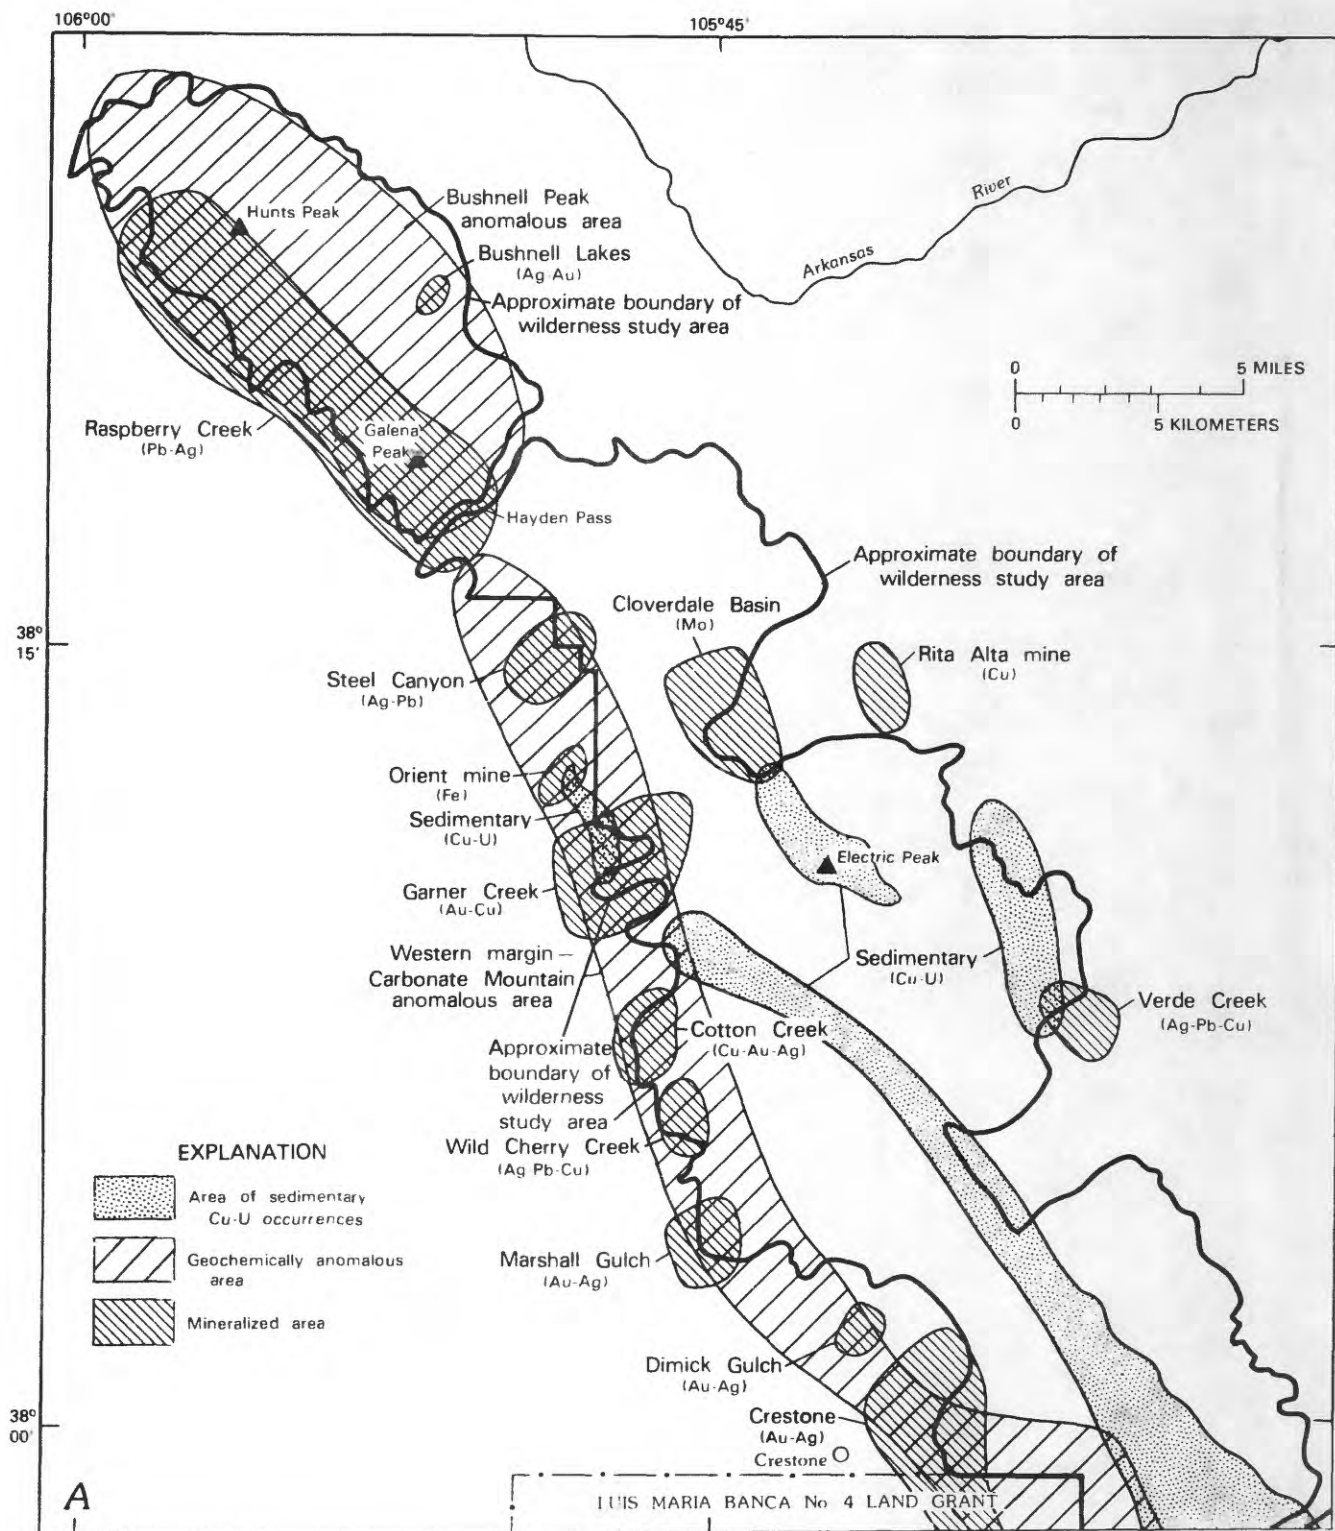 106°00'
105°45'
Bushnell Peak
anomalous area
Hunts Peak
Bushnell Lakes
(Ag-Au)
Approximate boundary of
wilderness study area
River
Arkansas
0 5 MILES
0 5 KILOMETERS
Raspberry Creek
(Pb-Ag)
Galena
Peak
Hayden Pass
Approximate boundary of
wilderness study area
Cloverdale Basin
(Mo)
38°
15'
Rita Alta mine
(Cu)
Steel Canyon
(Ag-Pb)
Orient mine
(Fe)
Sedimentary
(Cu-U)
Electric Peak
Garner Creek
(Au-Cu)
Western margin —
Carbonate Mountain
anomalous area
Sedimentary
(Cu-U)
Verde Creek
(Ag-Pb-Cu)
Cotton Creek
(Cu-Au-Ag)
Approximate
boundary of
wilderness
study area
Wild Cherry Creek
(Ag Pb-Cu)
EXPLANATION
Area of sedimentary
Cu-U occurrences
Geochemically anomalous
area
Mineralized area
Marshall Gulch
(Au-Ag)
Dimick Gulch
(Au-Ag)
Crestone
(Au-Ag)
Crestone
38°
00'
A
LUIS MARIA BANCA No 4 LAND GRANT